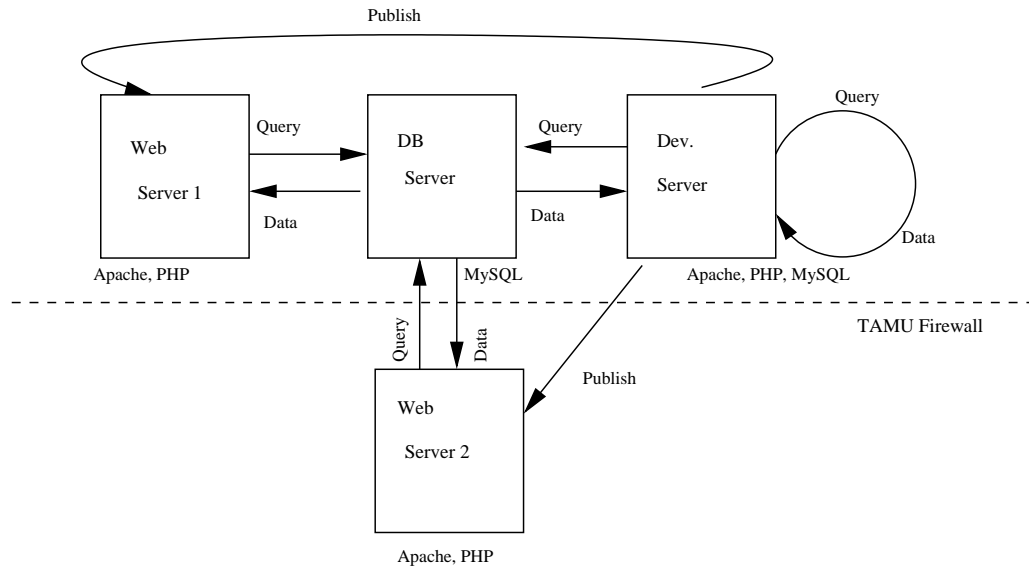 Publish
Query
Web
Server 1
Query
Data
Apache, PHP
DB
Server
MySQL
Query
Data
Dev.
Server
Data
Apache, PHP, MySQL
TAMU Firewall
Query
Data
Publish
Web
Server 2
Apache, PHP